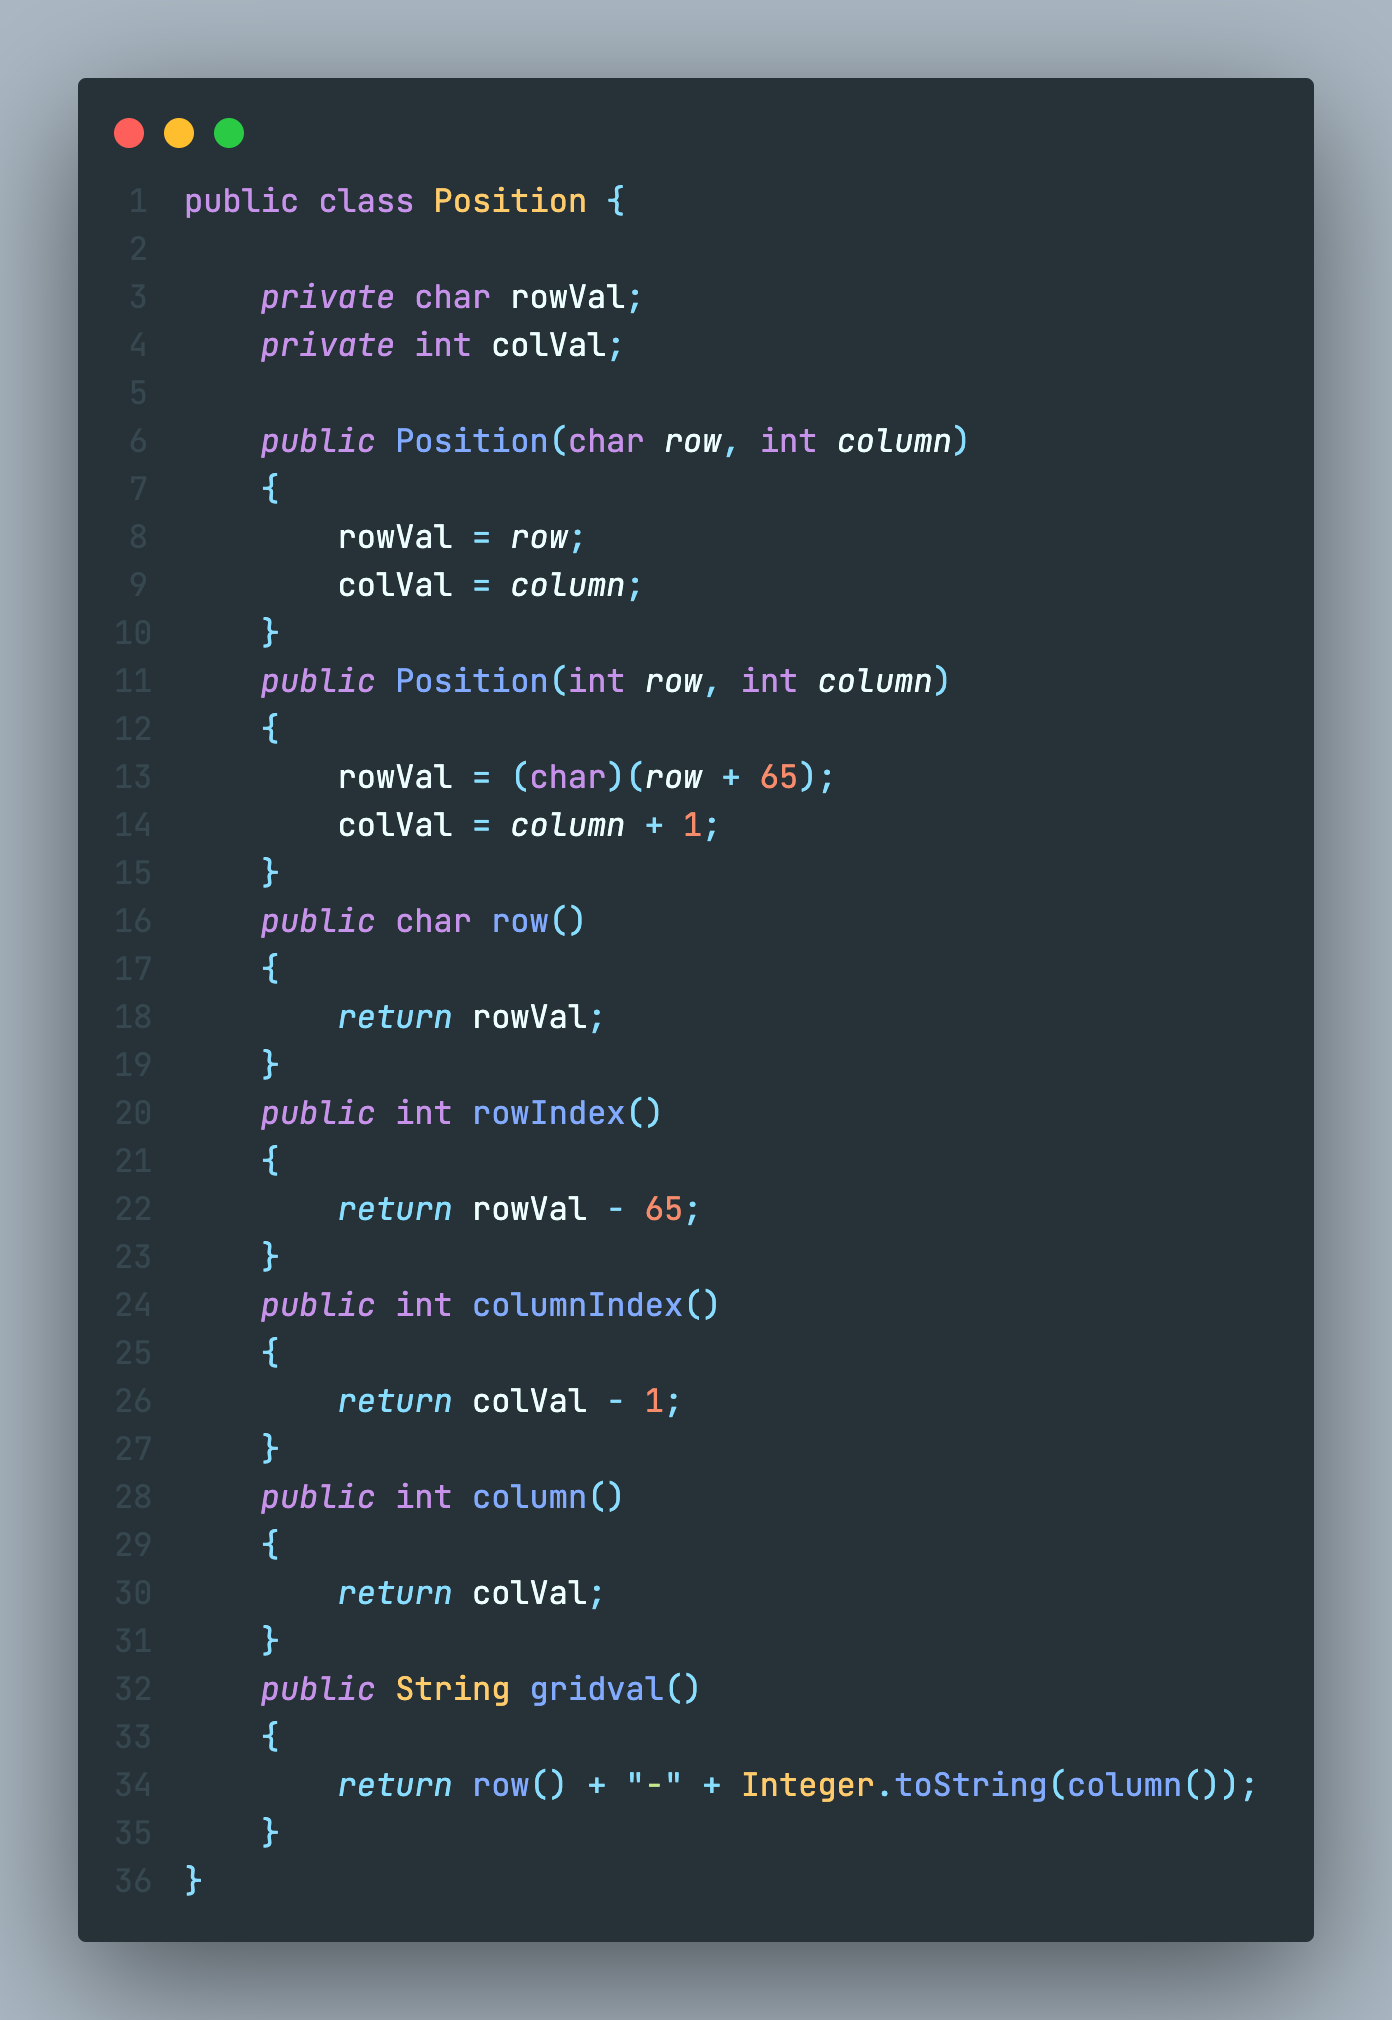 1 public class Position {
2
3     private char rowVal;
4     private int colVal;
5
6     public Position(char row, int column)
7     {
8         rowVal = row;
9         colVal = column;
10     }
11     public Position(int row, int column)
12     {
13         rowVal = (char)(row + 65);
14         colVal = column + 1;
15     }
16     public char row()
17     {
18         return rowVal;
19     }
20     public int rowIndex()
21     {
22         return rowVal - 65;
23     }
24     public int columnIndex()
25     {
26         return colVal - 1;
27     }
28     public int column()
29     {
30         return colVal;
31     }
32     public String gridval()
33     {
34         return row() + "-" + Integer.toString(column());
35     }
36 }